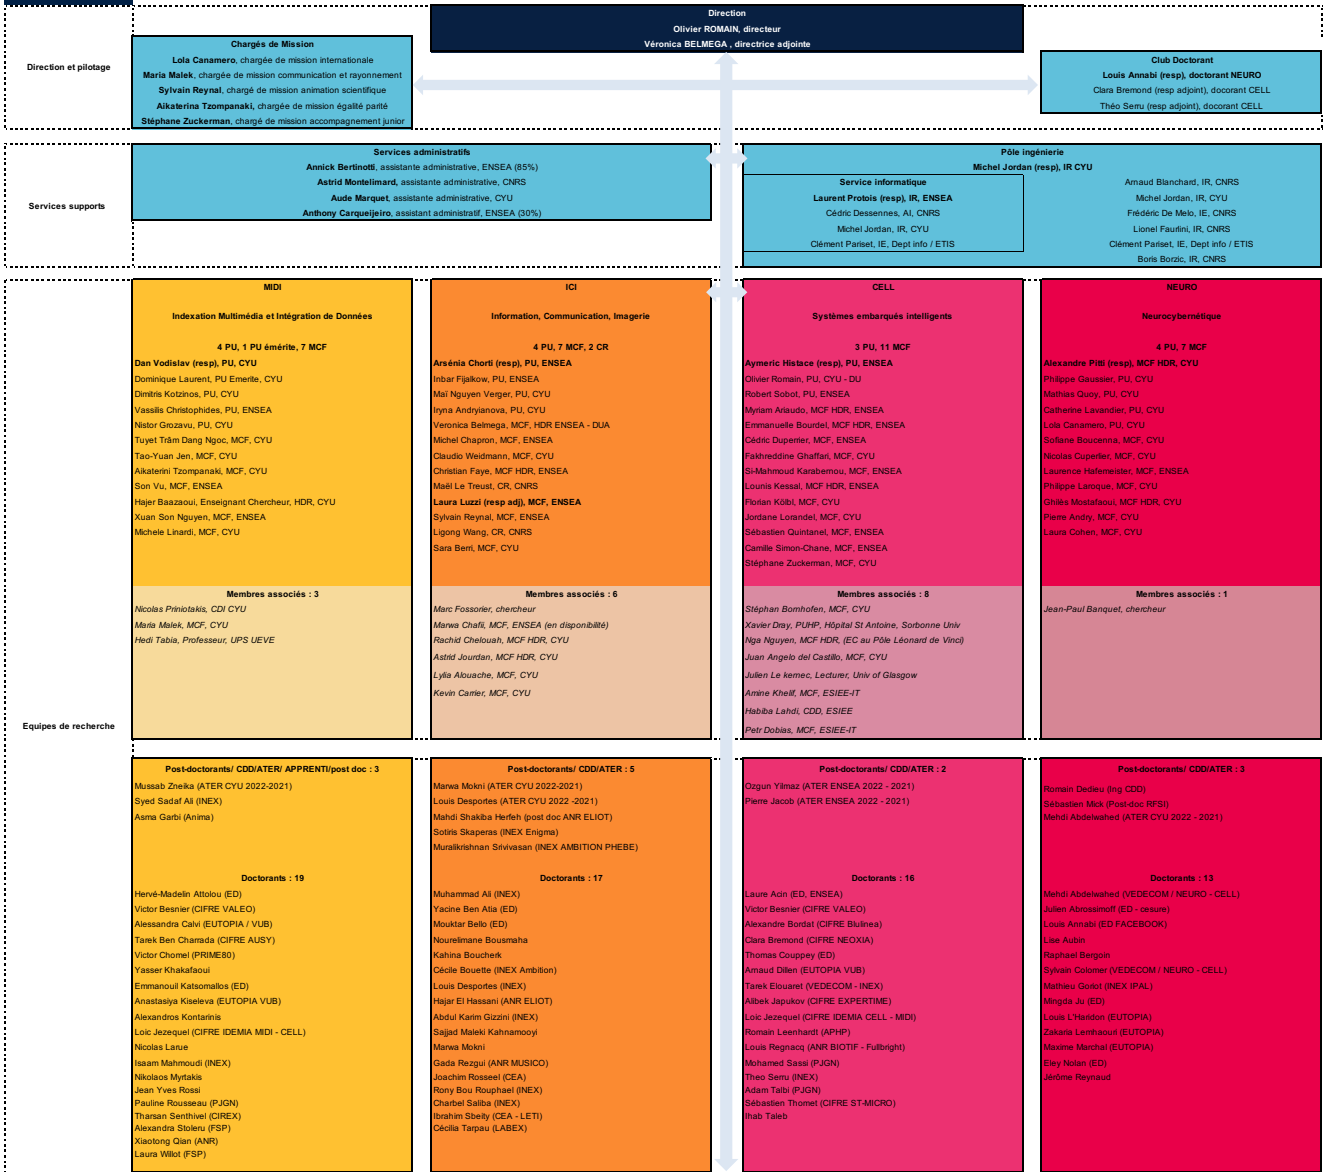 Direction
Olivier ROMAIN, directeur
Véronica BELMEGA , directrice adjointe
Direction et pilotage
Chargés de Mission
Lola Canamero, chargée de mission internationale
Maria Malek, chargée de mission communication et rayonnement
Sylvain Reynal, chargé de mission animation scientifique
Aikaterina Tzompanaki, chargée de mission égalité parité
Stéphane Zuckerman, chargé de mission accompagnement junior
Club Doctorant
Louis Annabi (resp), doctorant NEURO
Clara Bremond (resp adjoint), docorant CELL
Théo Serru (resp adjoint), docorant CELL
Services supports
Services administratifs
Annick Bertinotti, assistante administrative, ENSEA (85%)
Astrid Montelimard, assistante administrative, CNRS
Aude Marquet, assistante administrative, CYU
Anthony Carqueijeiro, assistant administratif, ENSEA (30%)
Pôle ingénierie
Michel Jordan (resp), IR CYU
Service informatique
Laurent Protois (resp), IR, ENSEA
Cédric Dessennes, AI, CNRS
Michel Jordan, IR, CYU
Clément Pariset, IE, Dept info / ETIS
Arnaud Blanchard, IR, CNRS
Michel Jordan, IR, CYU
Frédéric De Melo, IE, CNRS
Lionel Faurlini, IR, CNRS
Clément Pariset, IE, Dept info / ETIS
Boris Borzic, IR, CNRS
Equipes de recherche
MIDI
Indexation Multimédia et Intégration de Données
4 PU, 1 PU émérite, 7 MCF
Dan Vodislav (resp), PU, CYU
Dominique Laurent, PU Emerite, CYU
Dimitris Kotzinos, PU, CYU
Vassilis Christophides, PU, ENSEA
Nistor Grozavu, PU, CYU
Tuyet Trâm Dang Ngoc, MCF, CYU
Tao-Yuan Jen, MCF, CYU
Aikaterini Tzompanaki, MCF, CYU
Son Vu, MCF, ENSEA
Hajer Baazaoui, Enseignant Chercheur, HDR, CYU
Xuan Son Nguyen, MCF, ENSEA
Michele Linardi, MCF, CYU
Membres associés : 3
Nicolas Priniotakis, CDI CYU
Maria Malek, MCF, CYU
Hedi Tabia, Professeur, UPS UEVE
Post-doctorants/ CDD/ATER/ APPRENTI/post doc : 3
Mussab Zneika (ATER CYU 2022-2021)
Syed Sadaf Ali (INEX)
Asma Garbi (Anima)
Doctorants : 19
Hervé-Madelin Attolou (ED)
Victor Besnier (CIFRE VALEO)
Alessandra Calvi (EUTOPIA / VUB)
Tarek Ben Charrada (CIFRE AUSY)
Victor Chomel (PRIME80)
Yasser Khakafaoui
Emmanouil Katsomallos (ED)
Anastasiya Kiseleva (EUTOPIA VUB)
Alexandros Kontarinis
Loic Jezequel (CIFRE IDEMIA MIDI - CELL)
Nicolas Larue
Isaam Mahmoudi (INEX)
Nikolaos Myrtakis
Jean Yves Rossi
Pauline Rousseau (PJGN)
Tharsan Senthivel (CIREX)
Alexandra Stoleru (FSP)
Xiaotong Qian (ANR)
Laura Willot (FSP)
ICI
Information, Communication, Imagerie
4 PU, 7 MCF, 2 CR
Arsénia Chorti (resp), PU, ENSEA
Inbar Fijalkow, PU, ENSEA
Maï Nguyen Verger, PU, CYU
Iryna Andryianova, PU, CYU
Veronica Belmega, MCF, HDR ENSEA - DUA
Michel Chapron, MCF, ENSEA
Claudio Weidmann, MCF, CYU
Christian Faye, MCF HDR, ENSEA
Maël Le Treust, CR, CNRS
Laura Luzzi (resp adj), MCF, ENSEA
Sylvain Reynal, MCF, ENSEA
Ligong Wang, CR, CNRS
Sara Berri, MCF, CYU
Membres associés : 6
Marc Fossorier, chercheur
Marwa Chafii, MCF, ENSEA (en disponibilité)
Rachid Chelouah, MCF HDR, CYU
Astrid Jourdan, MCF HDR, CYU
Lylia Alouache, MCF, CYU
Kevin Carrier, MCF, CYU
Post-doctorants/ CDD/ATER : 5
Marwa Mokni (ATER CYU 2022-2021)
Louis Desportes (ATER CYU 2022 -2021)
Mahdi Shakiba Herfeh (post doc ANR ELIOT)
Sotiris Skaperas (INEX Enigma)
Muralikrishnan Srivivasan (INEX AMBITION PHEBE)
Doctorants : 17
Muhammad Ali (INEX)
Yacine Ben Atia (ED)
Mouktar Bello (ED)
Nourelimane Bousmaha
Kahina Boucherk
Cécile Bouette (INEX Ambition)
Louis Desportes (INEX)
Hajar El Hassani (ANR ELIOT)
Abdul Karim Gizzini (INEX)
Sajjad Maleki Kahnamooyi
Marwa Mokni
Gada Rezgui (ANR MUSICO)
Joachim Rosseel (CEA)
Rony Bou Rouphael (INEX)
Charbel Saliba (INEX)
Ibrahim Sbeity (CEA - LETI)
Cécilia Tarpau (LABEX)
CELL
Systèmes embarqués intelligents
3 PU, 11 MCF
Aymeric Histace (resp), PU, ENSEA
Olivier Romain, PU, CYU - DU
Robert Sobot, PU, ENSEA
Myriam Ariaudo, MCF HDR, ENSEA
Emmanuelle Bourdel, MCF HDR, ENSEA
Cédric Duperrier, MCF, ENSEA
Fakhreddine Ghaffari, MCF, CYU
Si-Mahmoud Karabernou, MCF, ENSEA
Lounis Kessal, MCF HDR, ENSEA
Florian Kölbl, MCF, CYU
Jordane Lorandel, MCF, CYU
Sébastien Quintanel, MCF, ENSEA
Camille Simon-Chane, MCF, ENSEA
Stéphane Zuckerman, MCF, CYU
Membres associés : 8
Stéphan Bornhofen, MCF, CYU
Xavier Dray, PUHP, Hôpital St Antoine, Sorbonne Univ
Nga Nguyen, MCF HDR, (EC au Pôle Léonard de Vinci)
Juan Angelo del Castillo, MCF, CYU
Julien Le kernec, Lecturer, Univ of Glasgow
Amine Khelif, MCF, ESIEE-IT
Habiba Lahdi, CDD, ESIEE
Petr Dobias, MCF, ESIEE-IT
Post-doctorants/ CDD/ATER : 2
Ozgun Yilmaz (ATER ENSEA 2022 - 2021)
Pierre Jacob (ATER ENSEA 2022 - 2021)
Doctorants : 16
Laure Acin (ED, ENSEA)
Victor Besnier (CIFRE VALEO)
Alexandre Bordat (CIFRE Blulinea)
Clara Bremond (CIFRE NEOXIA)
Thomas Couppey (ED)
Arnaud Dillen (EUTOPIA VUB)
Tarek Elouaret (VEDECOM - INEX)
Alibek Japukov (CIFRE EXPERTIME)
Loic Jezequel (CIFRE IDEMIA CELL - MIDI)
Romain Leenhardt (APHP)
Louis Regnacq (ANR BIOTIF - Fullbright)
Mohamed Sassi (PJGN)
Theo Serru (INEX)
Adam Talbi (PJGN)
Sébastien Thomet (CIFRE ST-MICRO)
Ihab Taleb
NEURO
Neurocybernétique
4 PU, 7 MCF
Alexandre Pitti (resp), MCF HDR, CYU
Philippe Gaussier, PU, CYU
Mathias Quoy, PU, CYU
Catherine Lavandier, PU, CYU
Lola Canamero, PU, CYU
Sofiane Boucenna, MCF, CYU
Nicolas Cuperlier, MCF, CYU
Laurence Hafemeister, MCF, ENSEA
Philippe Laroque, MCF, CYU
Ghilès Mostafaoui, MCF HDR, CYU
Pierre Andry, MCF, CYU
Laura Cohen, MCF, CYU
Membres associés : 1
Jean-Paul Banquet, chercheur
Post-doctorants/ CDD/ATER : 3
Romain Dedieu (Ing CDD)
Sébastien Mick (Post-doc RFSI)
Mehdi Abdelwahed (ATER CYU 2022 - 2021)
Doctorants : 13
Mehdi Abdelwahed (VEDECOM / NEURO - CELL)
Julien Abrossimoff (ED - cesure)
Louis Annabi (ED FACEBOOK)
Lise Aubin
Raphael Bergoin
Sylvain Colomer (VEDECOM / NEURO - CELL)
Mathieu Goriot (INEX IPAL)
Mingda Ju (ED)
Louis L'Haridon (EUTOPIA)
Zakaria Lemhaouri (EUTOPIA)
Maxime Marchal (EUTOPIA)
Eley Nolan (ED)
Jérôme Reynaud